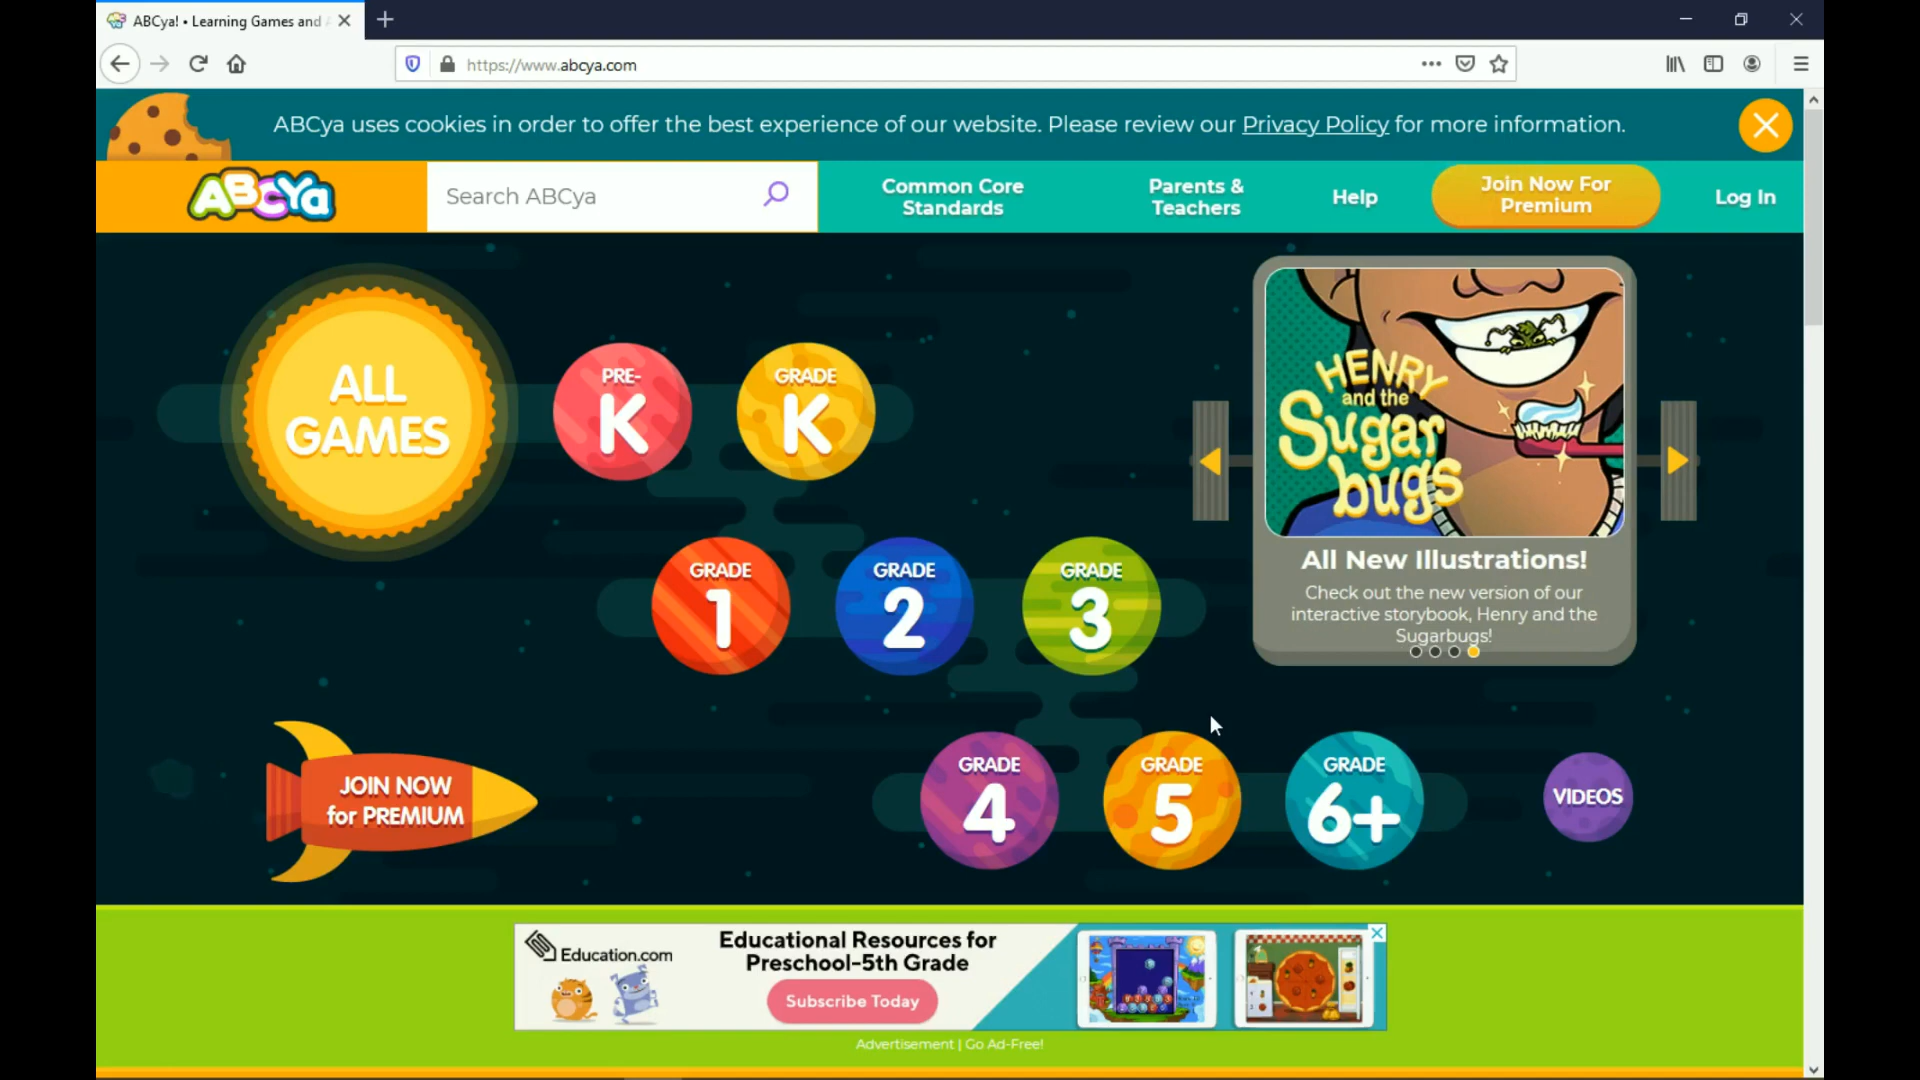 ABCya! • Learning Games and
https://www.abcya.com
ABCya uses cookies in order to offer the best experience of our website. Please review our Privacy Policy for more information.
ABCYa
Search ABCya
Common Core
Standards
Parents &
Teachers
Help
Join Now For
Premium
Log In
ALL
GAMES
PRE-
K
GRADE
K
HENRY
and the
Sugar
bugs
All New Illustrations!
Check out the new version of our
interactive storybook, Henry and the
Sugarbugs!
GRADE
1
GRADE
2
GRADE
3
JOIN NOW
for PREMIUM
GRADE
4
GRADE
5
GRADE
6+
VIDEOS
Education.com
Educational Resources for
Preschool-5th Grade
Subscribe Today
Advertisement | Go Ad-Free!